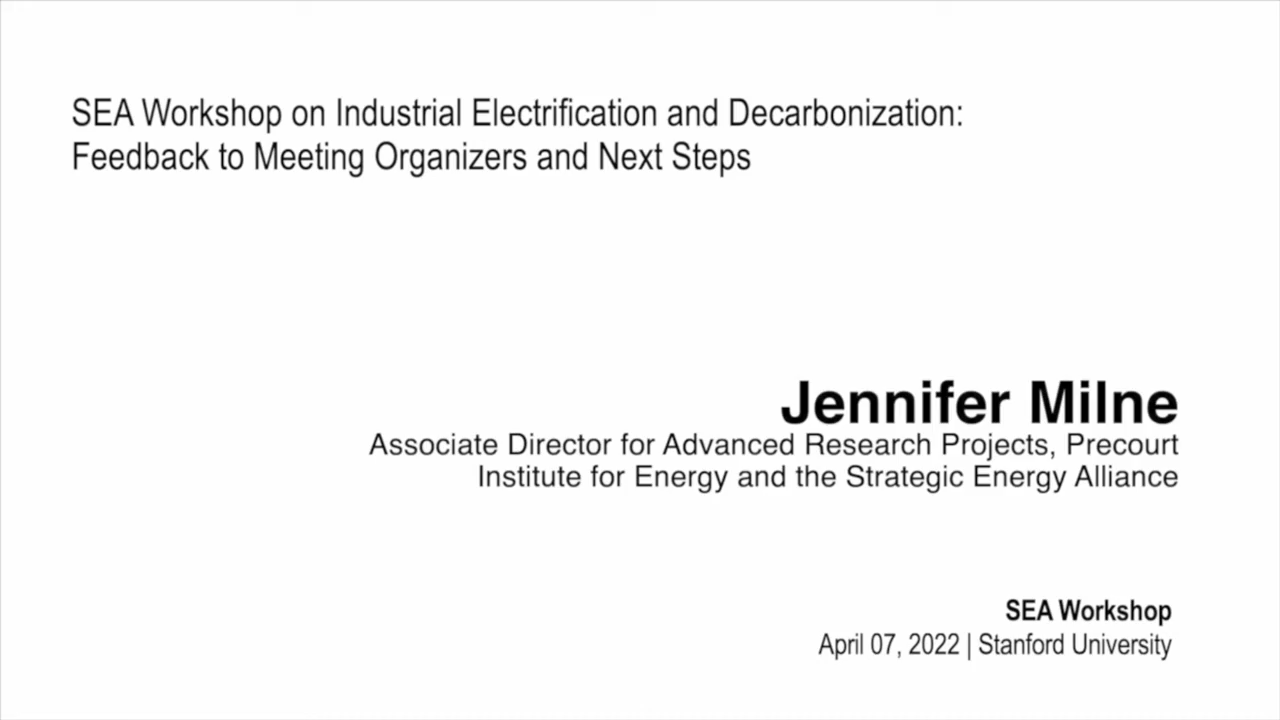 SEA Workshop on Industrial Electrification and Decarbonization:
Feedback to Meeting Organizers and Next Steps
Jennifer Milne
Associate Director for Advanced Research Projects, Precourt
Institute for Energy and the Strategic Energy Alliance
SEA Workshop
April 07, 2022 | Stanford University